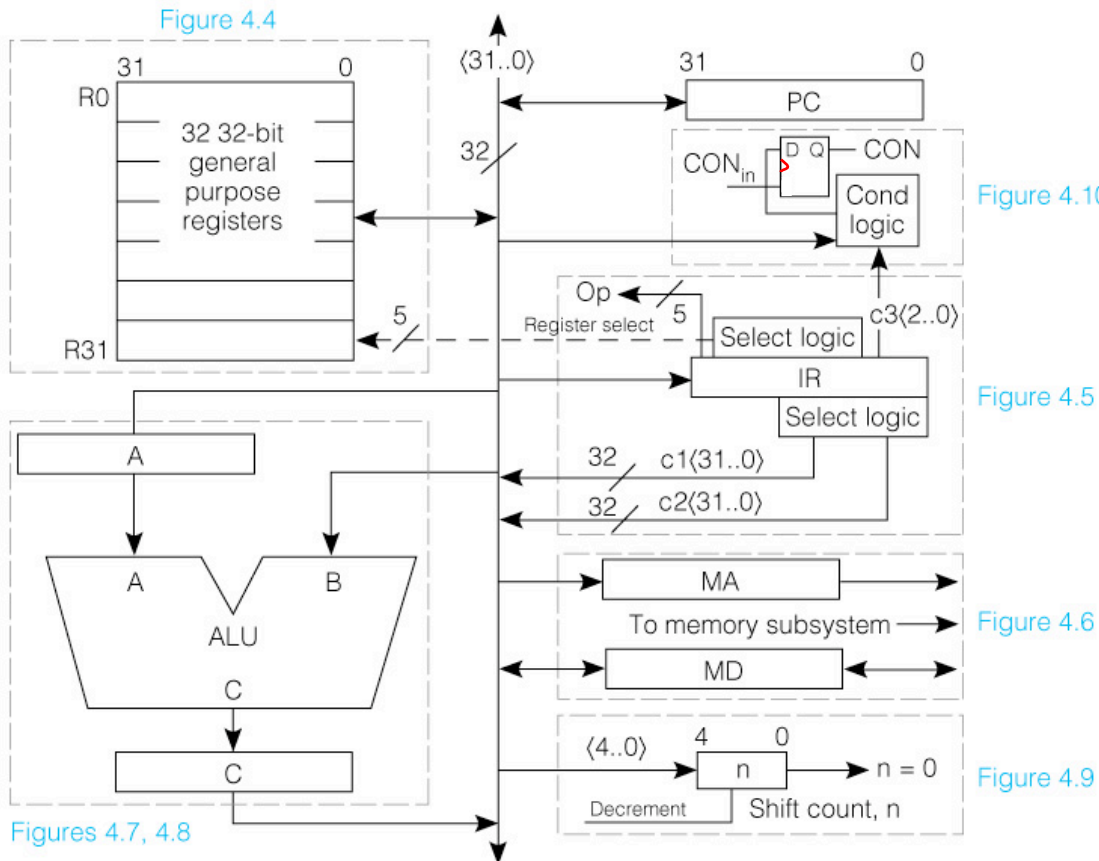 Figure 4.4
31 0
R0
32 32-bit
general
purpose
registers
R31
⟨31..0⟩
32
31 0
PC
CON_in
D Q
CON
Cond
logic
Figure 4.10
Op
5
Register select
5
c3⟨2..0⟩
Select logic
IR
Select logic
Figure 4.5
32 c1⟨31..0⟩
32 c2⟨31..0⟩
A
A B
ALU
C
C
Figures 4.7, 4.8
MA
To memory subsystem
MD
Figure 4.6
⟨4..0⟩
4 0
n
n = 0
Decrement
Shift count, n
Figure 4.9